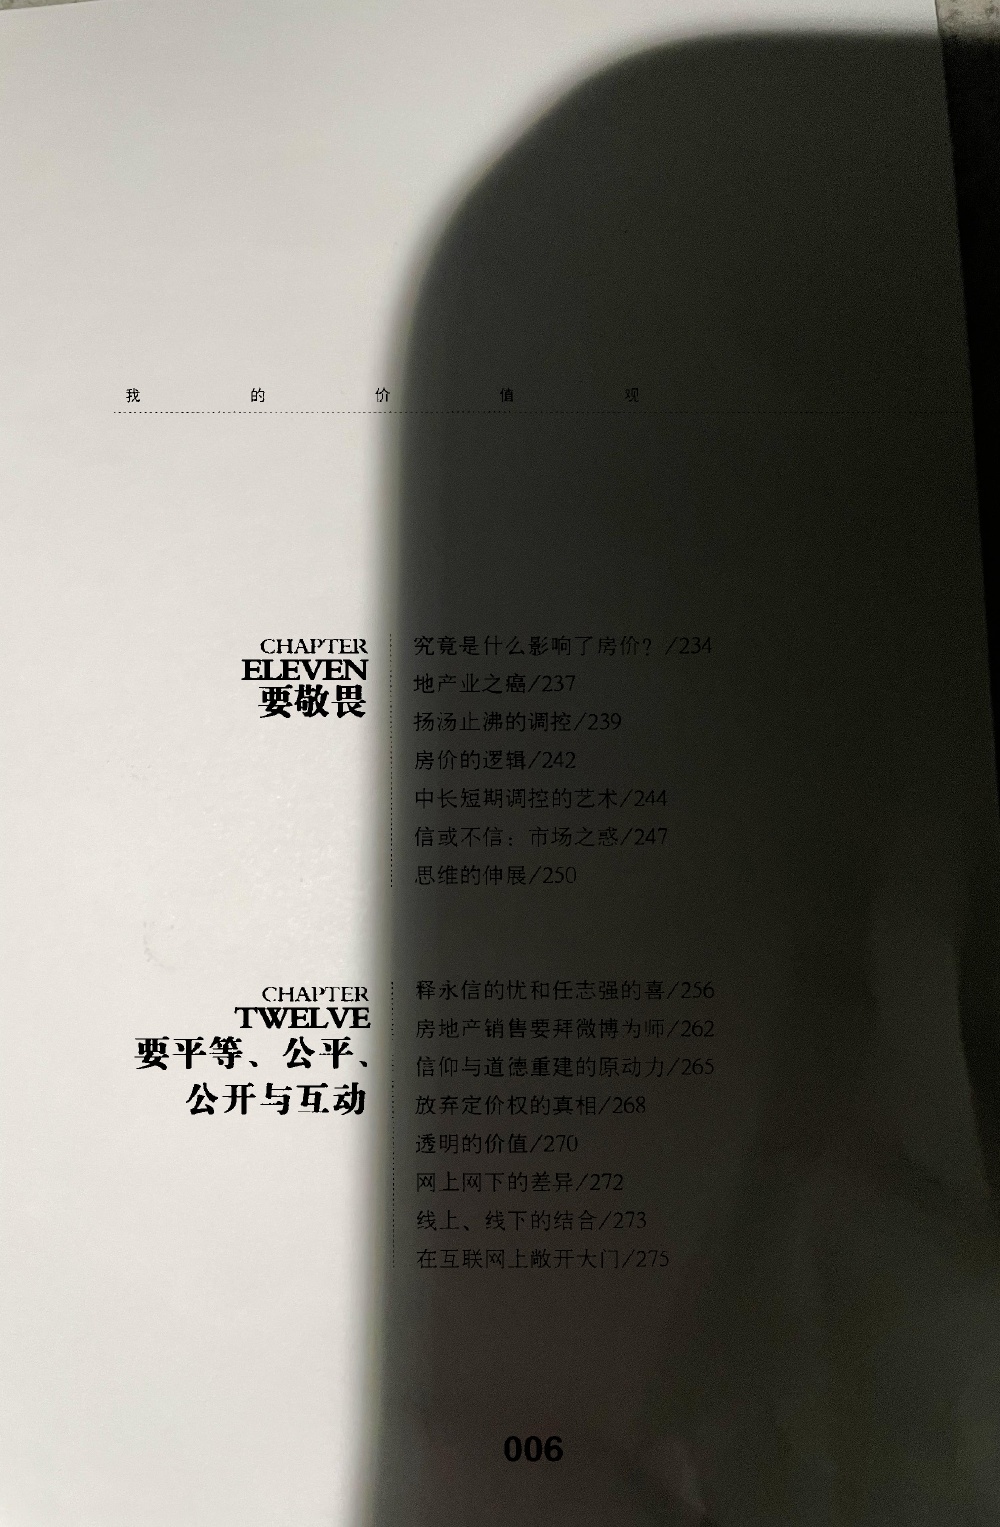 我的价值观
CHAPTER
ELEVEN
要敬畏
究竟是什么影响了房价？/234
地产业之癌/237
扬汤止沸的调控/239
房价的逻辑/242
中长短期调控的艺术/244
信或不信：市场之惑/247
思维的伸展/250
CHAPTER
TWELVE
要平等、公平、
公开与互动
释永信的忧和任志强的喜/256
房地产销售要拜微博为师/262
信仰与道德重建的原动力/265
放弃定价权的真相/268
透明的价值/270
网上网下的差异/272
线上、线下的结合/273
在互联网上敞开大门/275
006